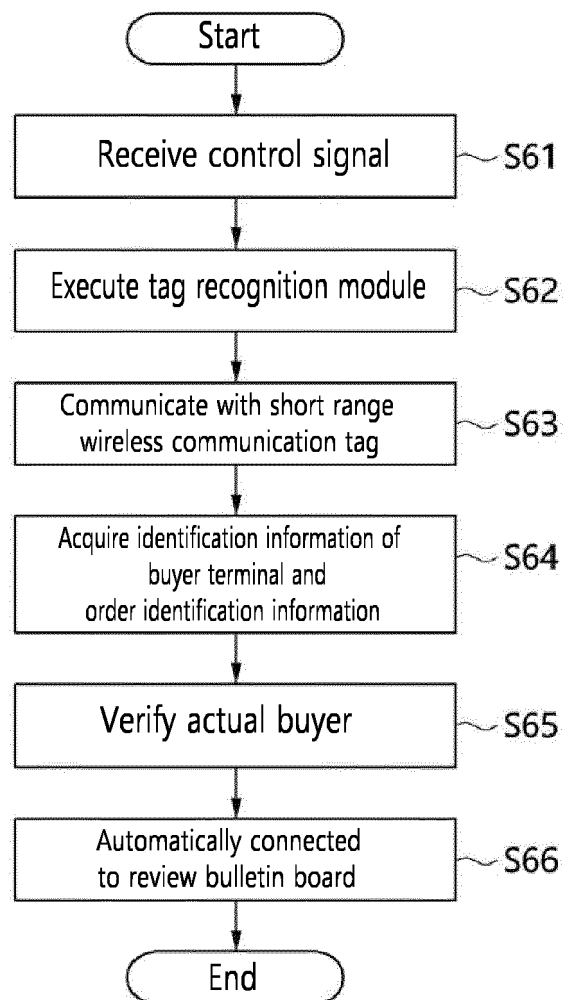 Start
Receive control signal
S61
Execute tag recognition module
S62
Communicate with short range
wireless communication tag
S63
Acquire identification information of
buyer terminal and
order identification information
S64
Verify actual buyer
S65
Automatically connected
to review bulletin board
S66
End